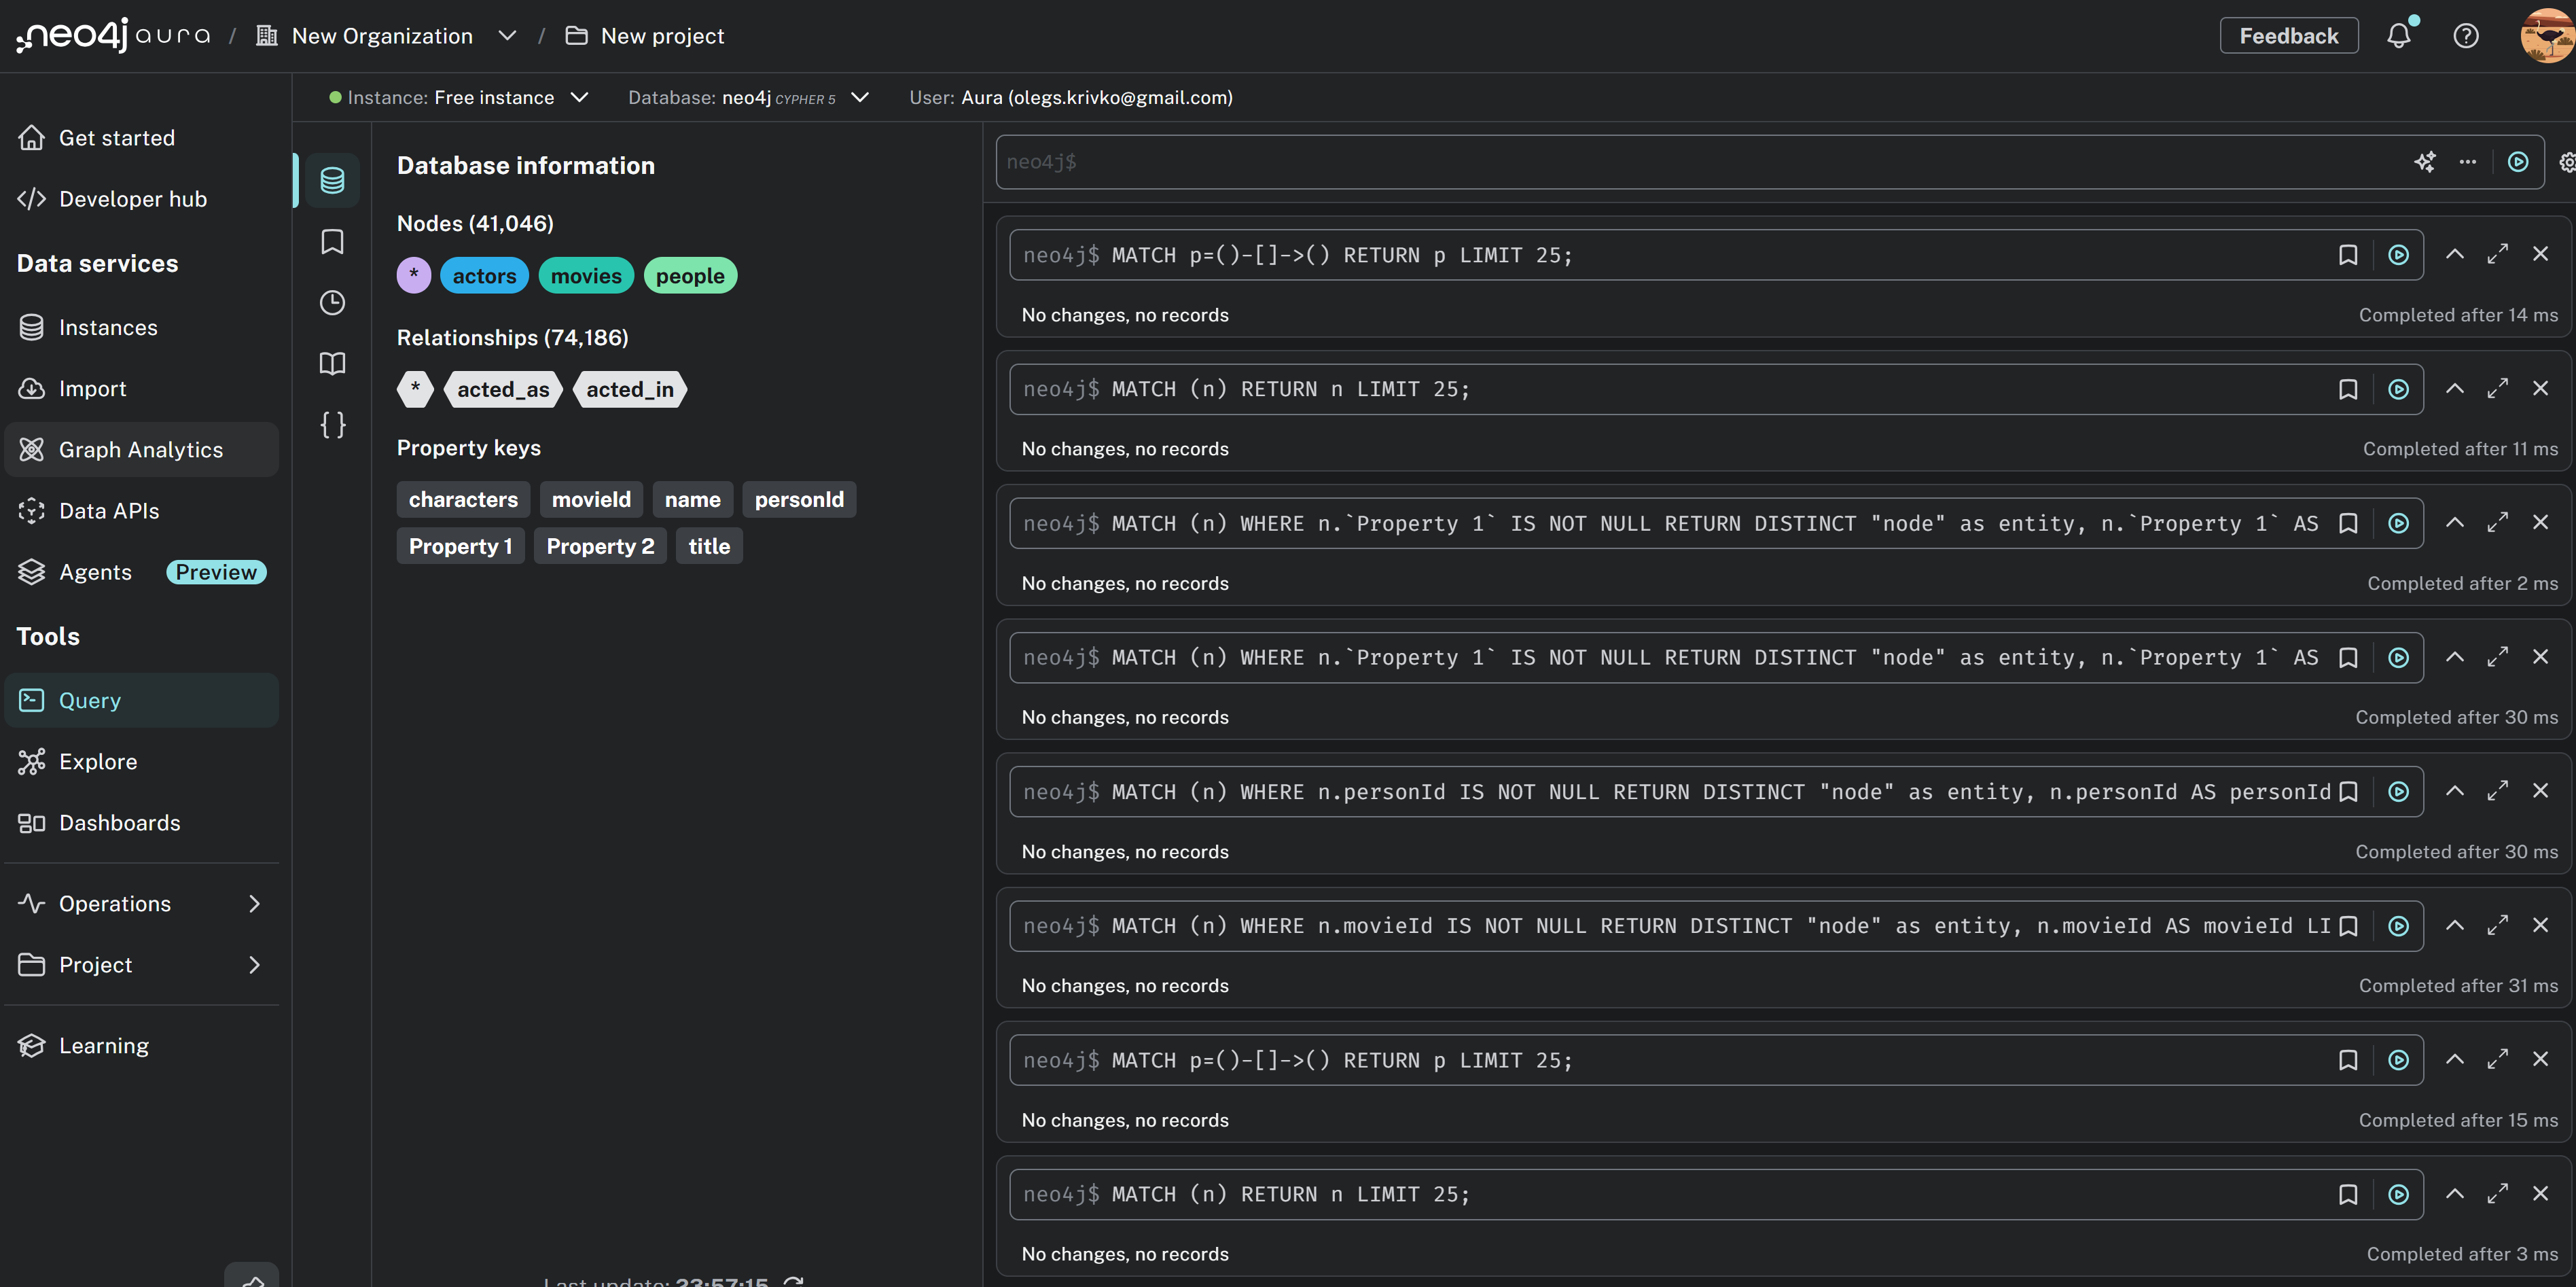 neo4j aura / New Organization / New project Feedback
Instance: Free instance Database: neo4j CYPHER 5 User: Aura (olegs.krivko@gmail.com)
Get started
Developer hub
Data services
Instances
Import
Graph Analytics
Data APIs
Agents Preview
Tools
Query
Explore
Dashboards
Operations
Project
Learning
Database information
Nodes (41,046)
* actors movies people
Relationships (74,186)
* acted_as acted_in
Property keys
characters movieId name personId
Property 1 Property 2 title
Last update: 23:57:15
neo4j$
neo4j$ MATCH p=()-[]->() RETURN p LIMIT 25;
No changes, no records Completed after 14 ms
neo4j$ MATCH (n) RETURN n LIMIT 25;
No changes, no records Completed after 11 ms
neo4j$ MATCH (n) WHERE n.`Property 1` IS NOT NULL RETURN DISTINCT "node" as entity, n.`Property 1` AS
No changes, no records Completed after 2 ms
neo4j$ MATCH (n) WHERE n.`Property 1` IS NOT NULL RETURN DISTINCT "node" as entity, n.`Property 1` AS
No changes, no records Completed after 30 ms
neo4j$ MATCH (n) WHERE n.personId IS NOT NULL RETURN DISTINCT "node" as entity, n.personId AS personId
No changes, no records Completed after 30 ms
neo4j$ MATCH (n) WHERE n.movieId IS NOT NULL RETURN DISTINCT "node" as entity, n.movieId AS movieId LI
No changes, no records Completed after 31 ms
neo4j$ MATCH p=()-[]->() RETURN p LIMIT 25;
No changes, no records Completed after 15 ms
neo4j$ MATCH (n) RETURN n LIMIT 25;
No changes, no records Completed after 3 ms